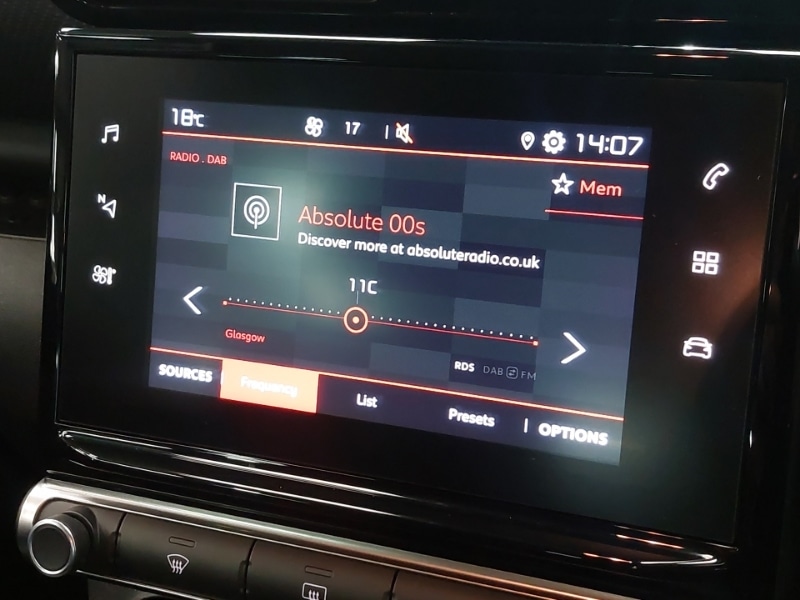 18°C 17 | 14:07
RADIO . DAB
Mem
Absolute 00s
Discover more at absoluteradio.co.uk
N
11C
Glasgow
RDS DAB FM
SOURCES Frequency List Presets | OPTIONS